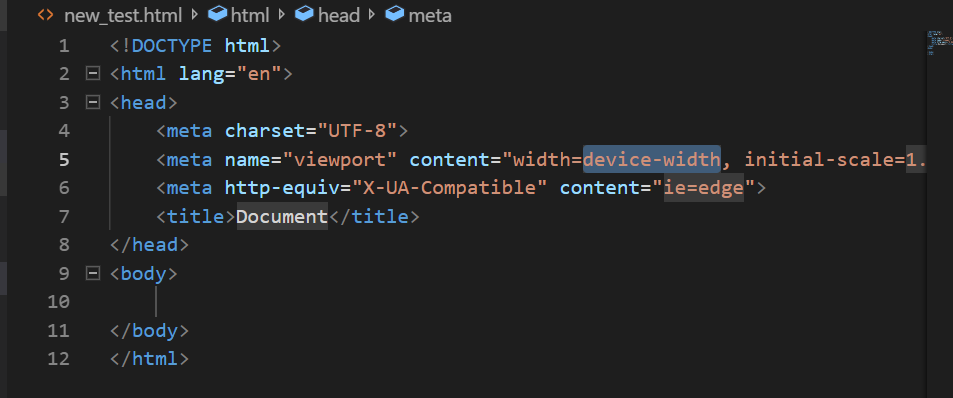 new_test.html > html > head > meta
1 <!DOCTYPE html>
2 <html lang="en">
3 <head>
4     <meta charset="UTF-8">
5     <meta name="viewport" content="width=device-width, initial-scale=1.
6     <meta http-equiv="X-UA-Compatible" content="ie=edge">
7     <title>Document</title>
8 </head>
9 <body>
10
11 </body>
12 </html>